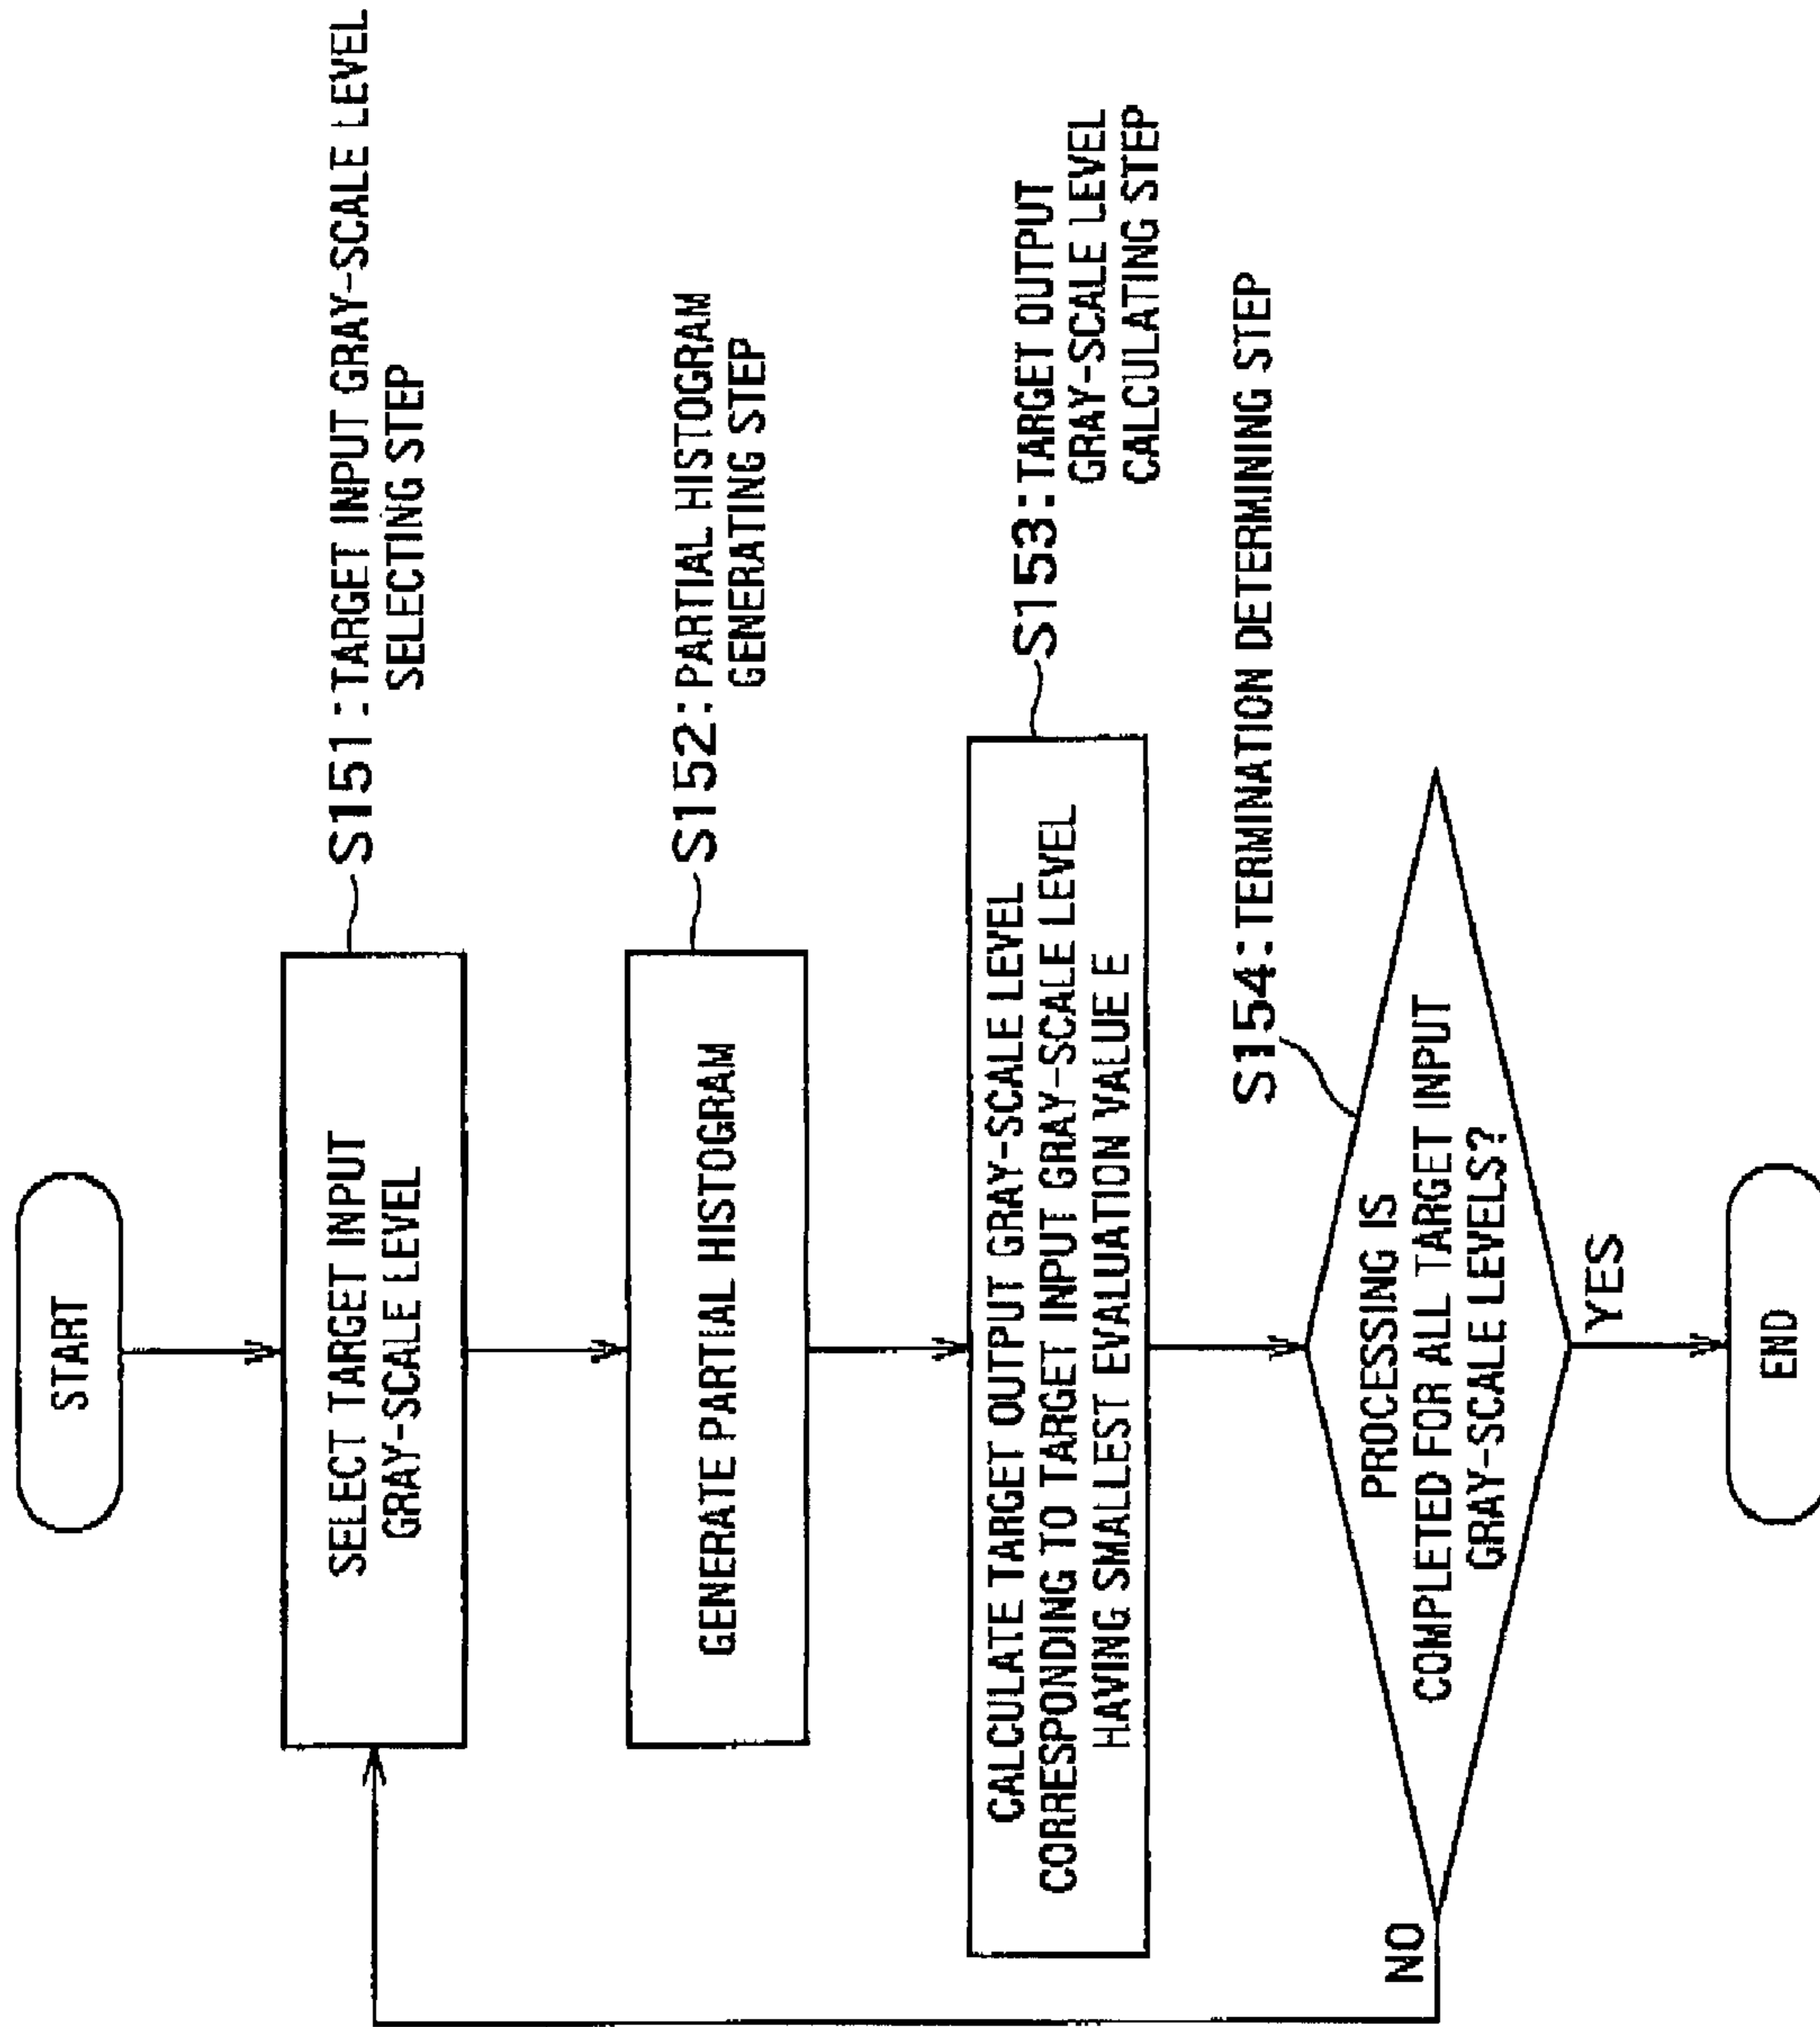 START
SELECT TARGET INPUT
GRAY-SCALE LEVEL
S151:TARGET INPUT GRAY-SCALE LEVEL
SELECTING STEP
GENERATE PARTIAL HISTOGRAM
S152:PARTIAL HISTOGRAM
GENERATING STEP
CALCULATE TARGET OUTPUT GRAY-SCALE LEVEL
CORRESPONDING TO TARGET INPUT GRAY-SCALE LEVEL
HAVING SMALLEST EVALUATION VALUE E
S153:TARGET OUTPUT
GRAY-SCALE LEVEL
CALCULATING STEP
S154:TERMINATION DETERMINING STEP
PROCESSING IS
COMPLETED FOR ALL TARGET INPUT
GRAY-SCALE LEVELS?
NO
YES
END